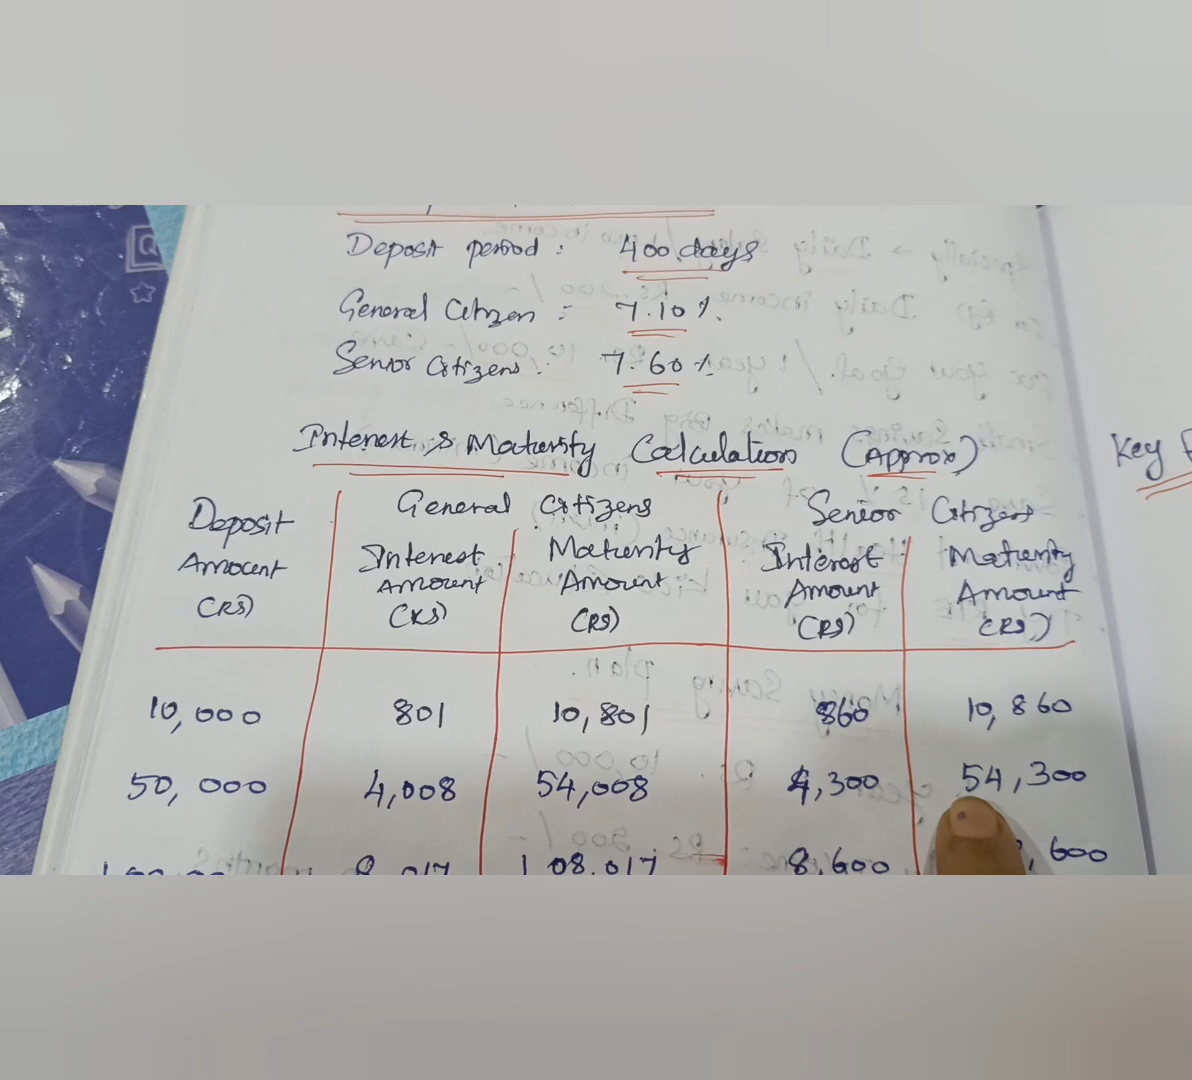 Deposit period : 400 days
General Citizen : 7.10 %.
Senior Citizens : 7.60 %.
Interest & Maturity Calculation (Approx)
Key
Deposit Amount (RS)
General Citizens
Senior Citizens
Interest Amount (RS)
Maturity Amount (RS)
Interest Amount (RS)
Maturity Amount (RS)
10,000 801 10,801 860 10,860
50,000 4,008 54,008 4,300 54,300
8,017 1,08,017 8,600 ,600